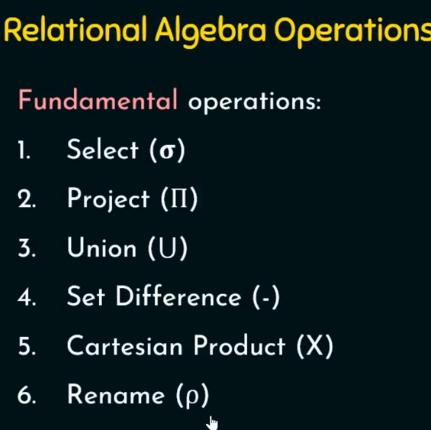 Relational Algebra Operations
Fundamental operations:
1. Select (σ)
2. Project (Π)
3. Union (U)
4. Set Difference (-)
5. Cartesian Product (X)
6. Rename (ρ)